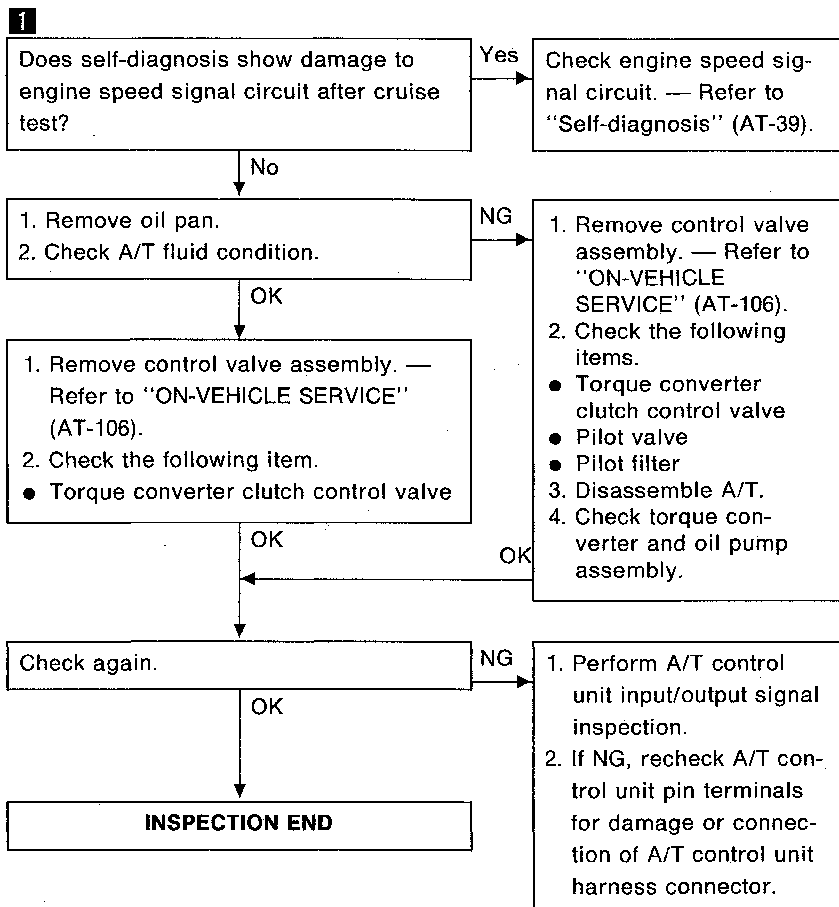 1
Does self-diagnosis show damage to
engine speed signal circuit after cruise
test?
Yes
Check engine speed sig-
nal circuit. — Refer to
"Self-diagnosis" (AT-39).
No
1. Remove oil pan.
2. Check A/T fluid condition.
NG
1. Remove control valve
assembly. — Refer to
"ON-VEHICLE
SERVICE" (AT-106).
2. Check the following
items.
● Torque converter
clutch control valve
● Pilot valve
● Pilot filter
3. Disassemble A/T.
4. Check torque con-
verter and oil pump
assembly.
OK
1. Remove control valve assembly. —
Refer to "ON-VEHICLE SERVICE"
(AT-106).
2. Check the following item.
● Torque converter clutch control valve
OK
OK
Check again.
NG
1. Perform A/T control
unit input/output signal
inspection.
2. If NG, recheck A/T con-
trol unit pin terminals
for damage or connec-
tion of A/T control unit
harness connector.
OK
INSPECTION END